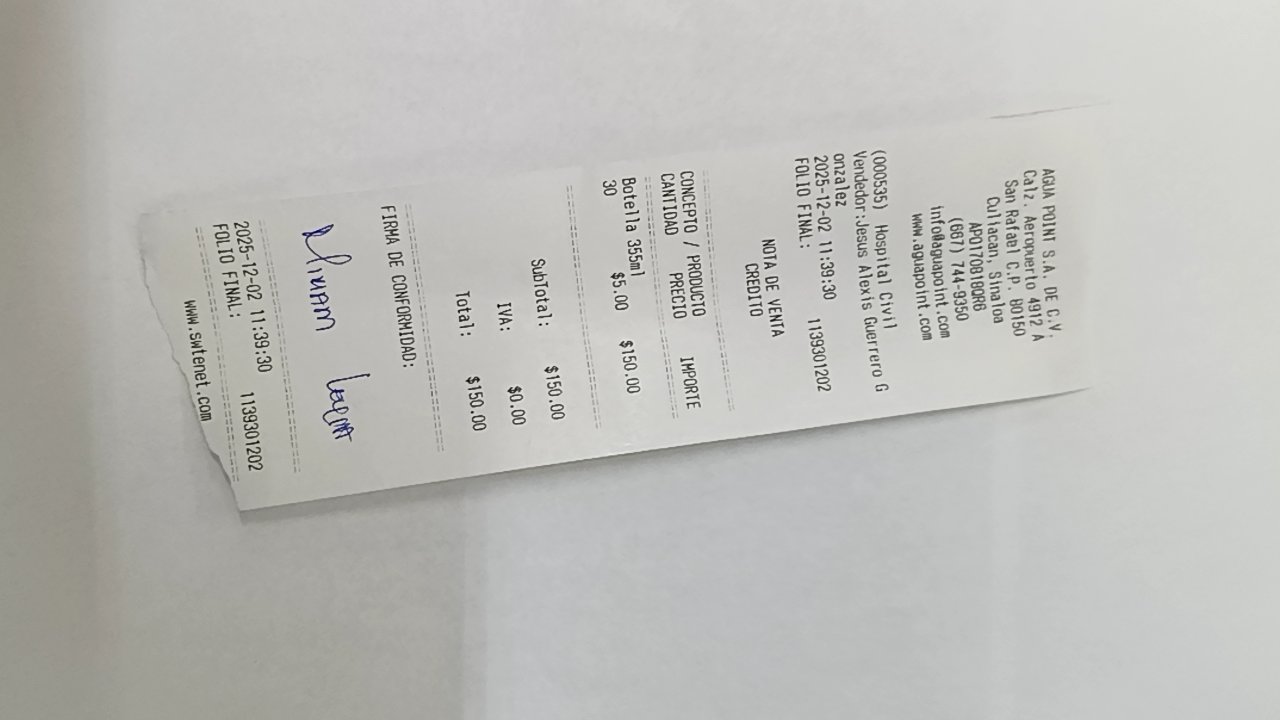 AGUA POINT S.A. DE C.V.
Calz. Aeropuerto 4912 A
San Rafael C.P. 80150
Culiacan, Sinaloa
APO170818QR6
(667) 744-9350
info@aguapoint.com
www.aguapoint.com
(000535) Hospital Civil
Vendedor:Jesus Alexis Guerrero G
onzalez
2025-12-02 11:39:30 1139301202
FOLIO FINAL:
NOTA DE VENTA
CREDITO
CONCEPTO / PRODUCTO
CANTIDAD PRECIO IMPORTE
Botella 355ml
30 $5.00 $150.00
SubTotal: $150.00
IVA: $0.00
Total: $150.00
FIRMA DE CONFORMIDAD:
2025-12-02 11:39:30
FOLIO FINAL: 1139301202
www.swtenet.com